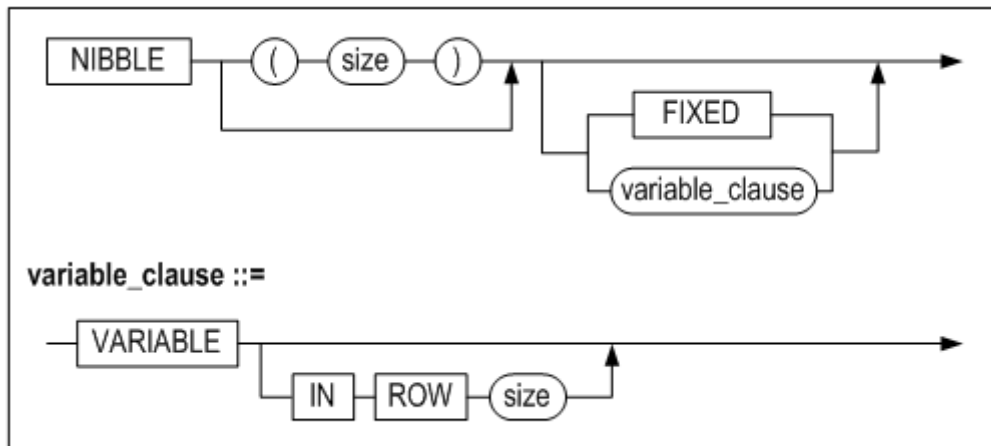 NIBBLE ( size )
FIXED
variable_clause
variable_clause ::=
VARIABLE
IN ROW size